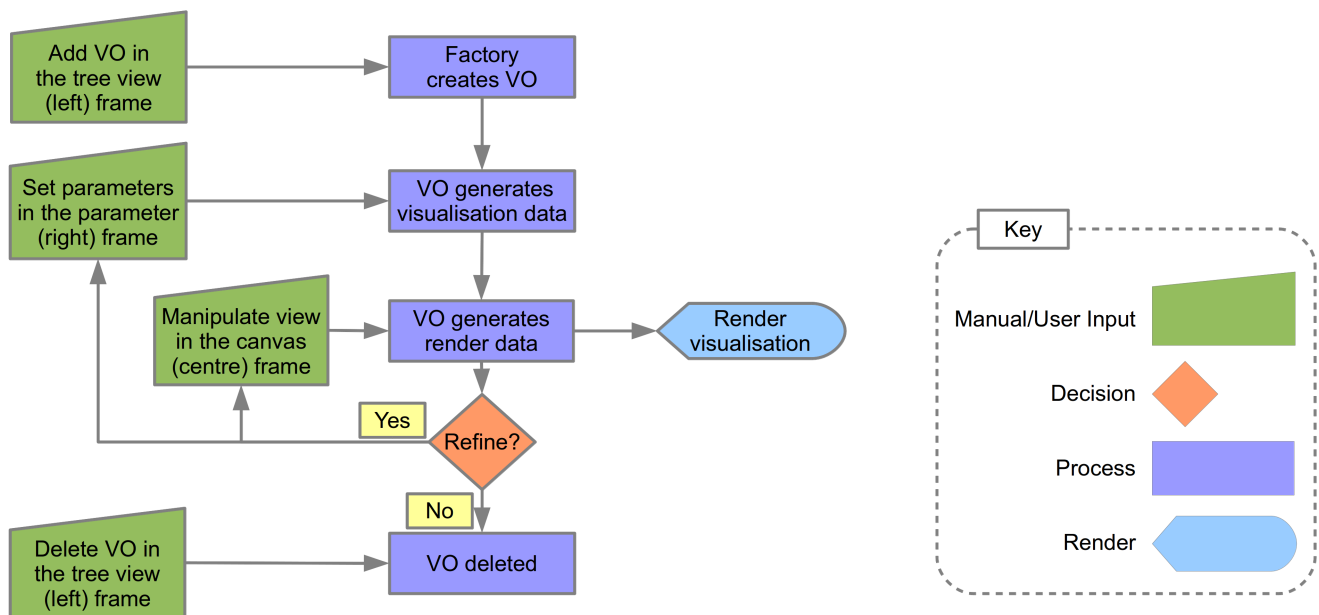 Add VO in
the tree view
(left) frame
Factory
creates VO
Set parameters
in the parameter
(right) frame
VO generates
visualisation data
Manipulate view
in the canvas
(centre) frame
VO generates
render data
Render
visualisation
Yes
Refine?
No
Delete VO in
the tree view
(left) frame
VO deleted
Key
Manual/User Input
Decision
Process
Render